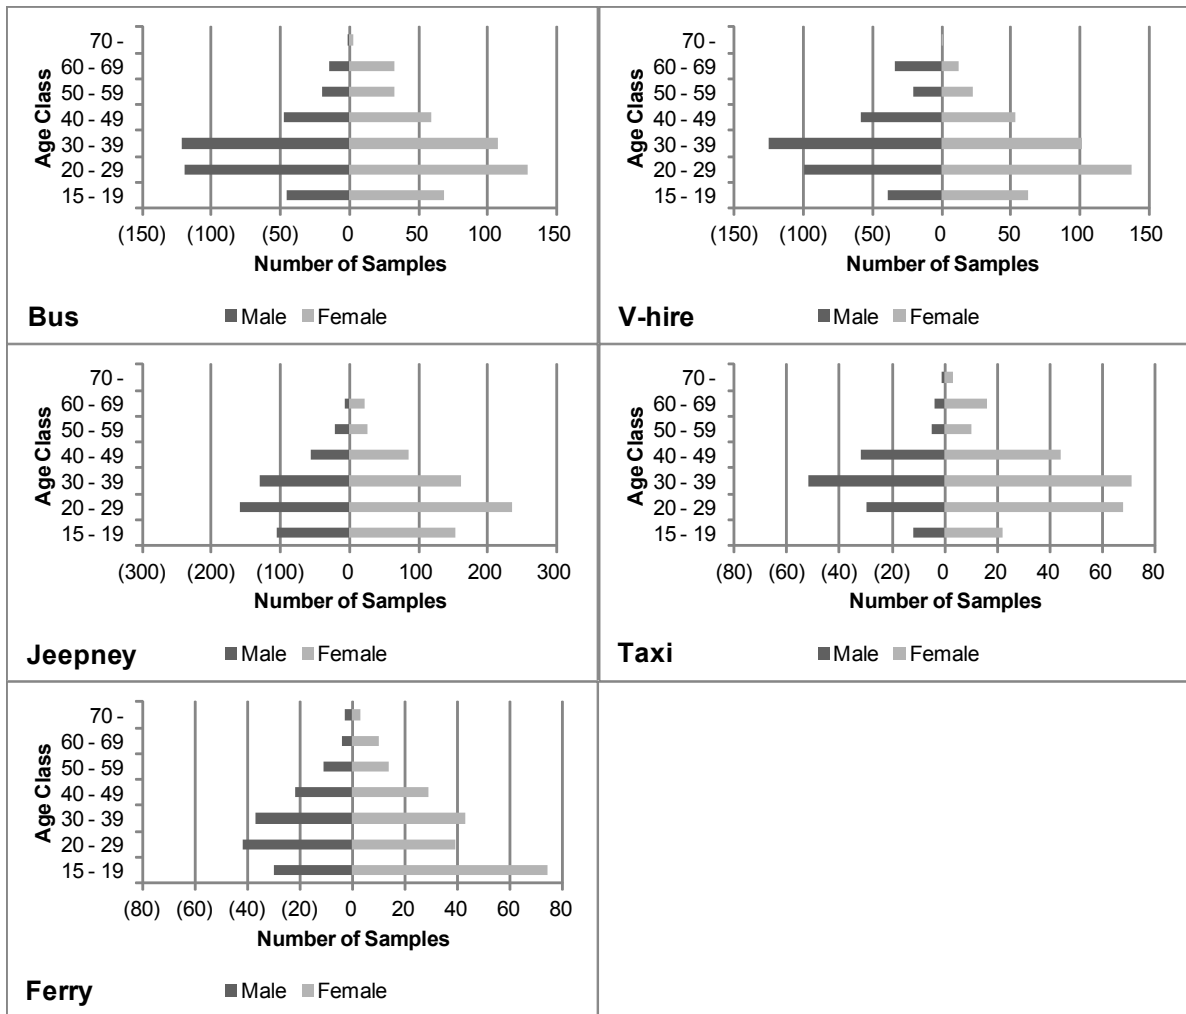 Age Class
70 -
60 - 69
50 - 59
40 - 49
30 - 39
20 - 29
15 - 19
(150) (100) (50) 0 50 100 150
Number of Samples
Bus
Male Female
Age Class
70 -
60 - 69
50 - 59
40 - 49
30 - 39
20 - 29
15 - 19
(150) (100) (50) 0 50 100 150
Number of Samples
V-hire
Male Female
Age Class
70 -
60 - 69
50 - 59
40 - 49
30 - 39
20 - 29
15 - 19
(300) (200) (100) 0 100 200 300
Number of Samples
Jeepney
Male Female
Age Class
70 -
60 - 69
50 - 59
40 - 49
30 - 39
20 - 29
15 - 19
(80) (60) (40) (20) 0 20 40 60 80
Number of Samples
Taxi
Male Female
Age Class
70 -
60 - 69
50 - 59
40 - 49
30 - 39
20 - 29
15 - 19
(80) (60) (40) (20) 0 20 40 60 80
Number of Samples
Ferry
Male Female